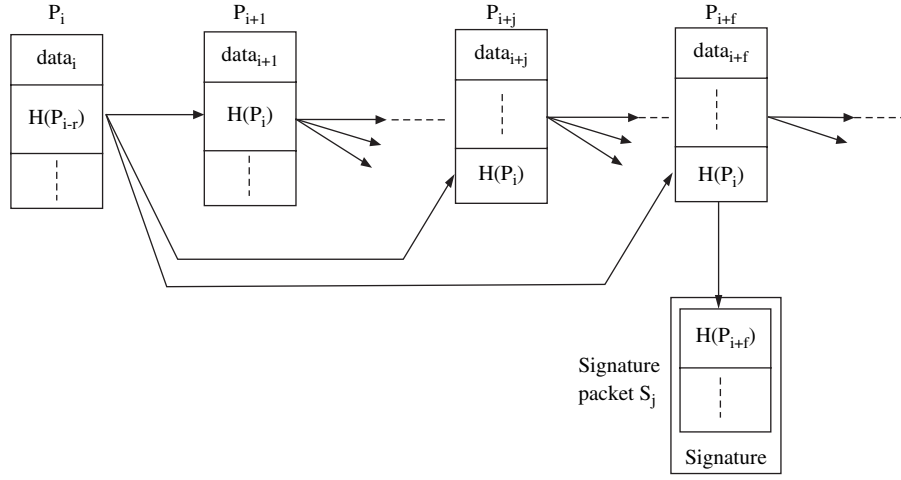 P_i
P_{i+1}
P_{i+j}
P_{i+f}
data_i
data_{i+1}
data_{i+j}
data_{i+f}
H(P_{i-r})
H(P_i)
H(P_i)
H(P_i)
H(P_{i+f})
Signature
packet S_j
Signature